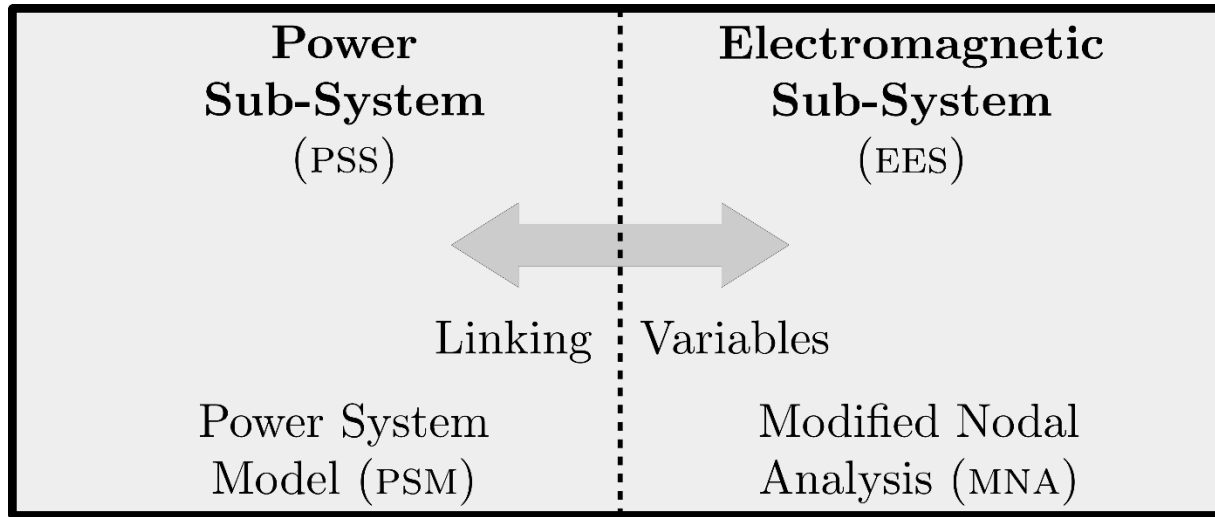 Power
Sub-System
(PSS)
Electromagnetic
Sub-System
(EES)
Linking Variables
Power System
Model (PSM)
Modified Nodal
Analysis (MNA)